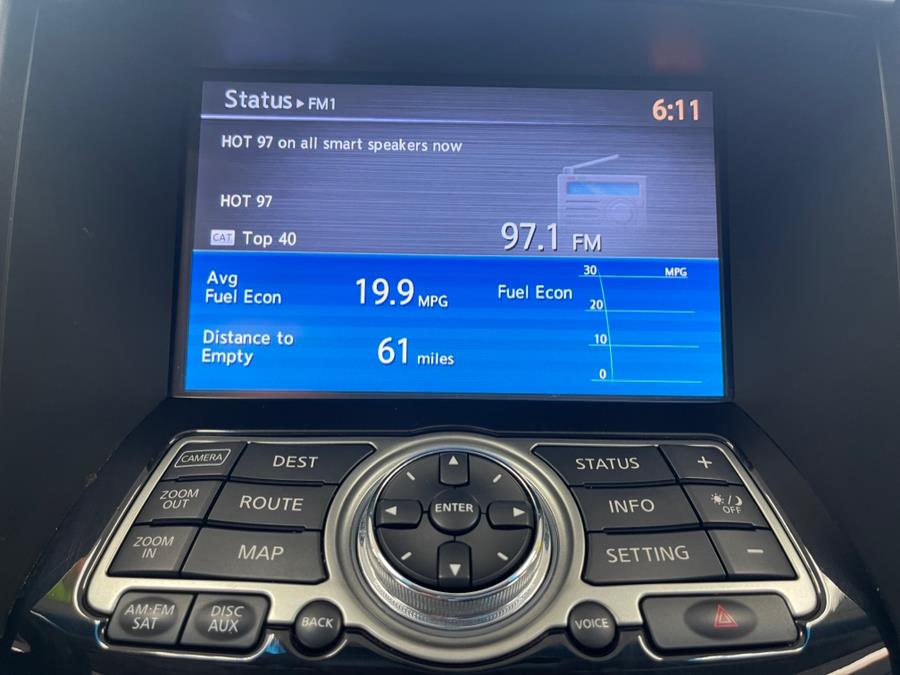 Status ▸ FM1 6:11
HOT 97 on all smart speakers now
HOT 97
CAT Top 40
97.1 FM
Avg
Fuel Econ
19.9 MPG
Distance to
Empty
61 miles
Fuel Econ
MPG
30
20
10
0
CAMERA
DEST
ZOOM
OUT
ROUTE
ZOOM
IN
MAP
AM·FM
SAT
DISC
AUX
BACK
ENTER
STATUS
+
INFO
OFF
SETTING
−
VOICE